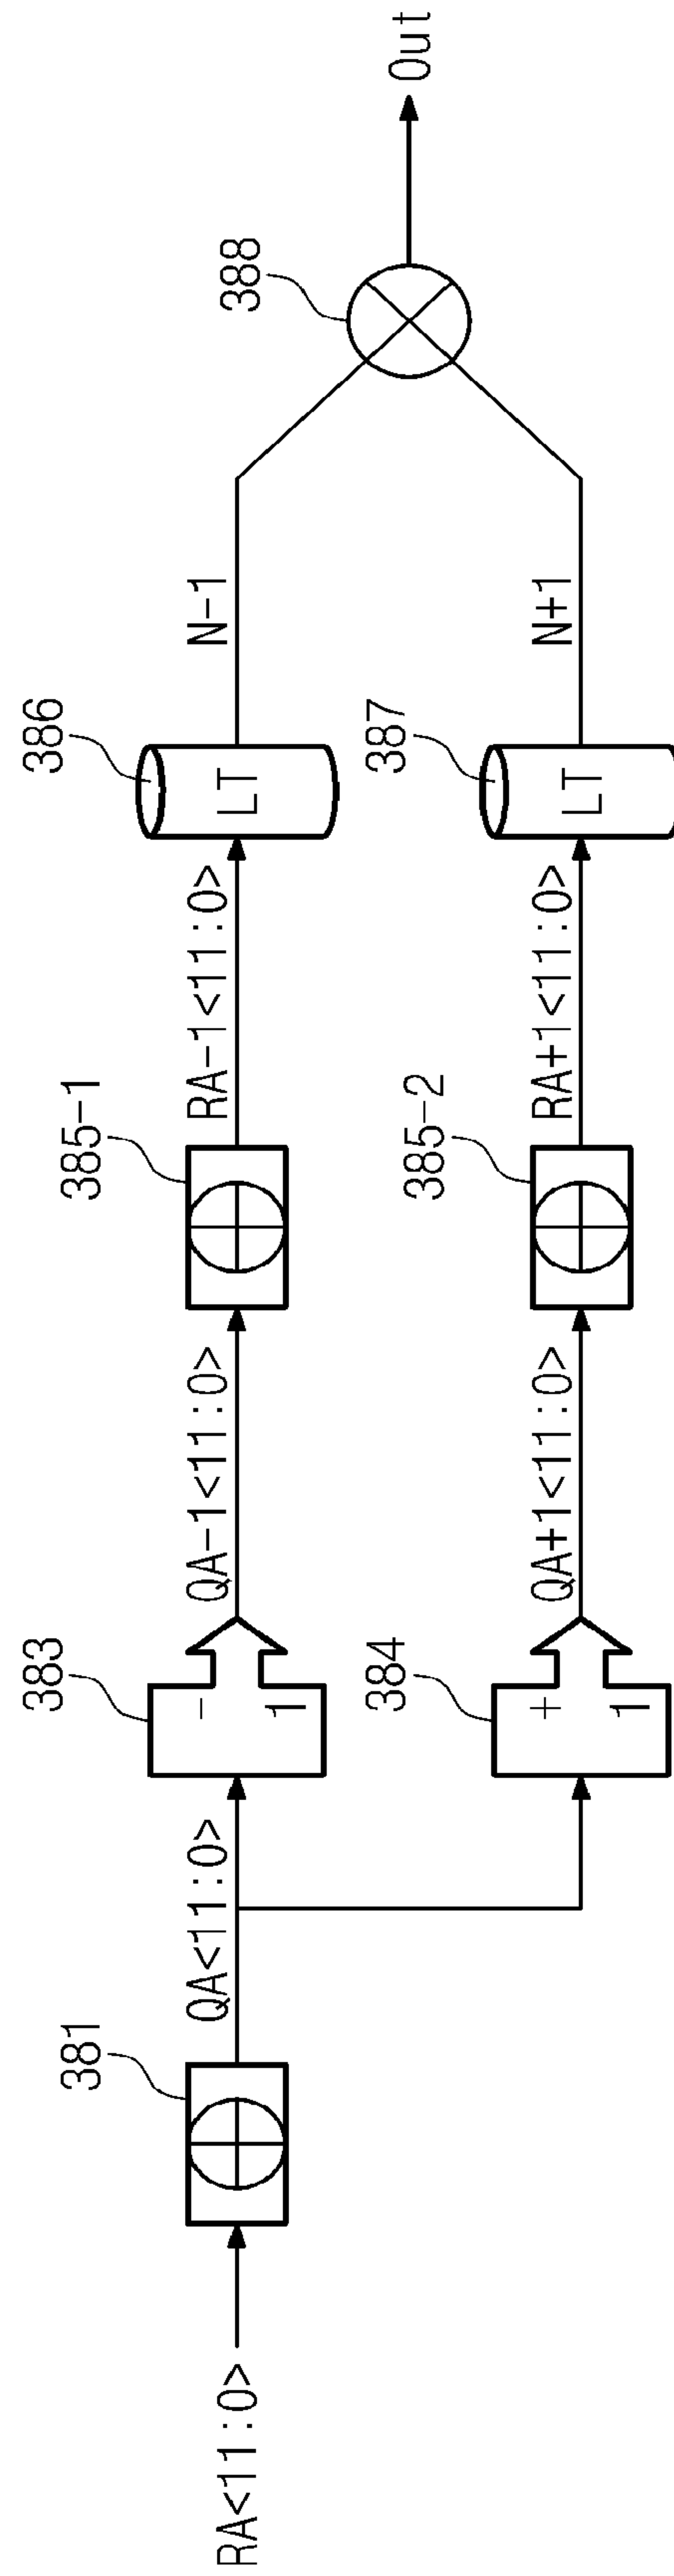 RA<11:0>
381
QA<11:0>
383
- 1
QA-1<11:0>
385-1
RA-1<11:0>
386
LT
N-1
384
+ 1
QA+1<11:0>
385-2
RA+1<11:0>
387
LT
N+1
388
Out